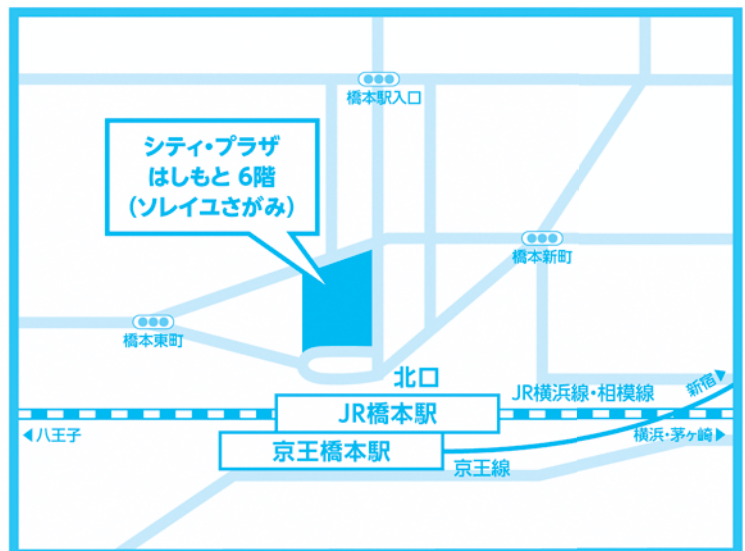 橋本駅入口
シティ・プラザ
はしもと 6階
(ソレイユさがみ)
橋本新町
橋本東町
北口
JR横浜線・相模線
新宿▶
JR橋本駅
◀八王子
横浜・茅ヶ崎▶
京王橋本駅
京王線